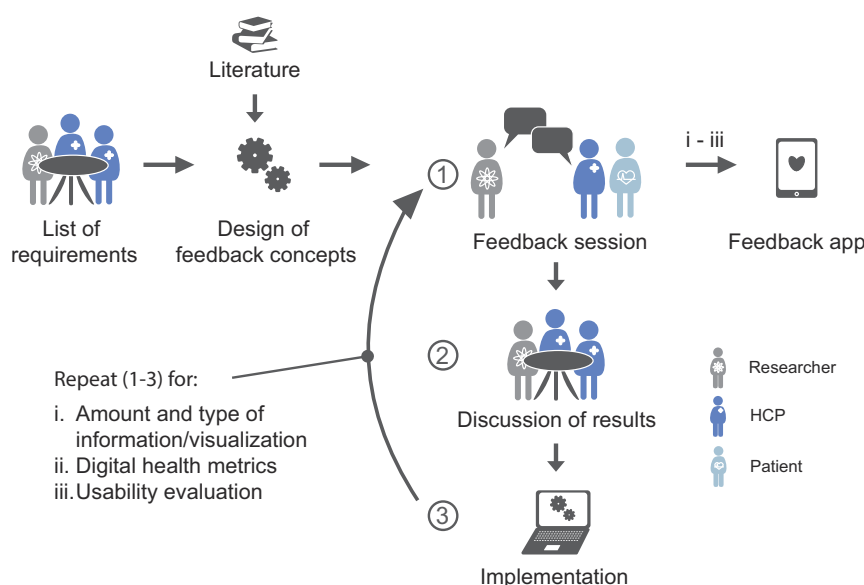 Literature
List of
requirements
Design of
feedback concepts
1
Feedback session
i - iii
Feedback app
2
Discussion of results
3
Implementation
Repeat (1-3) for:
i. Amount and type of
information/visualization
ii. Digital health metrics
iii. Usability evaluation
Researcher
HCP
Patient